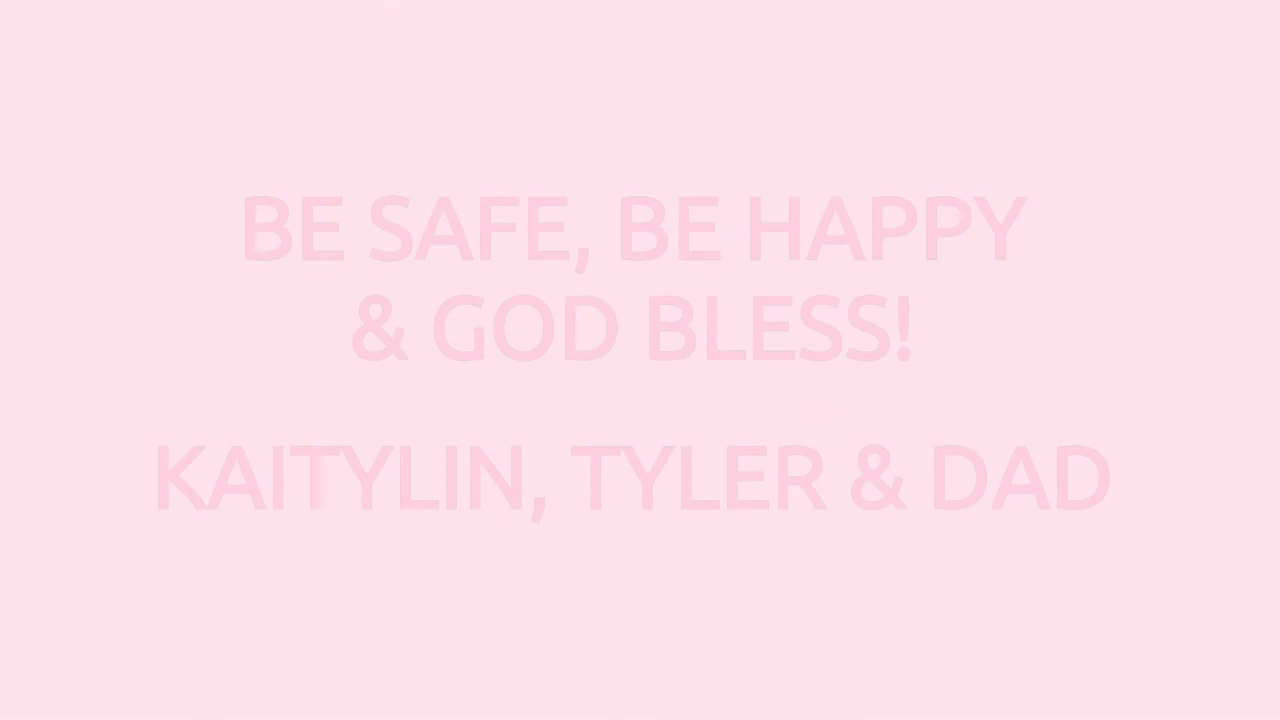 BE SAFE, BE HAPPY
& GOD BLESS!
KAITYLIN, TYLER & DAD